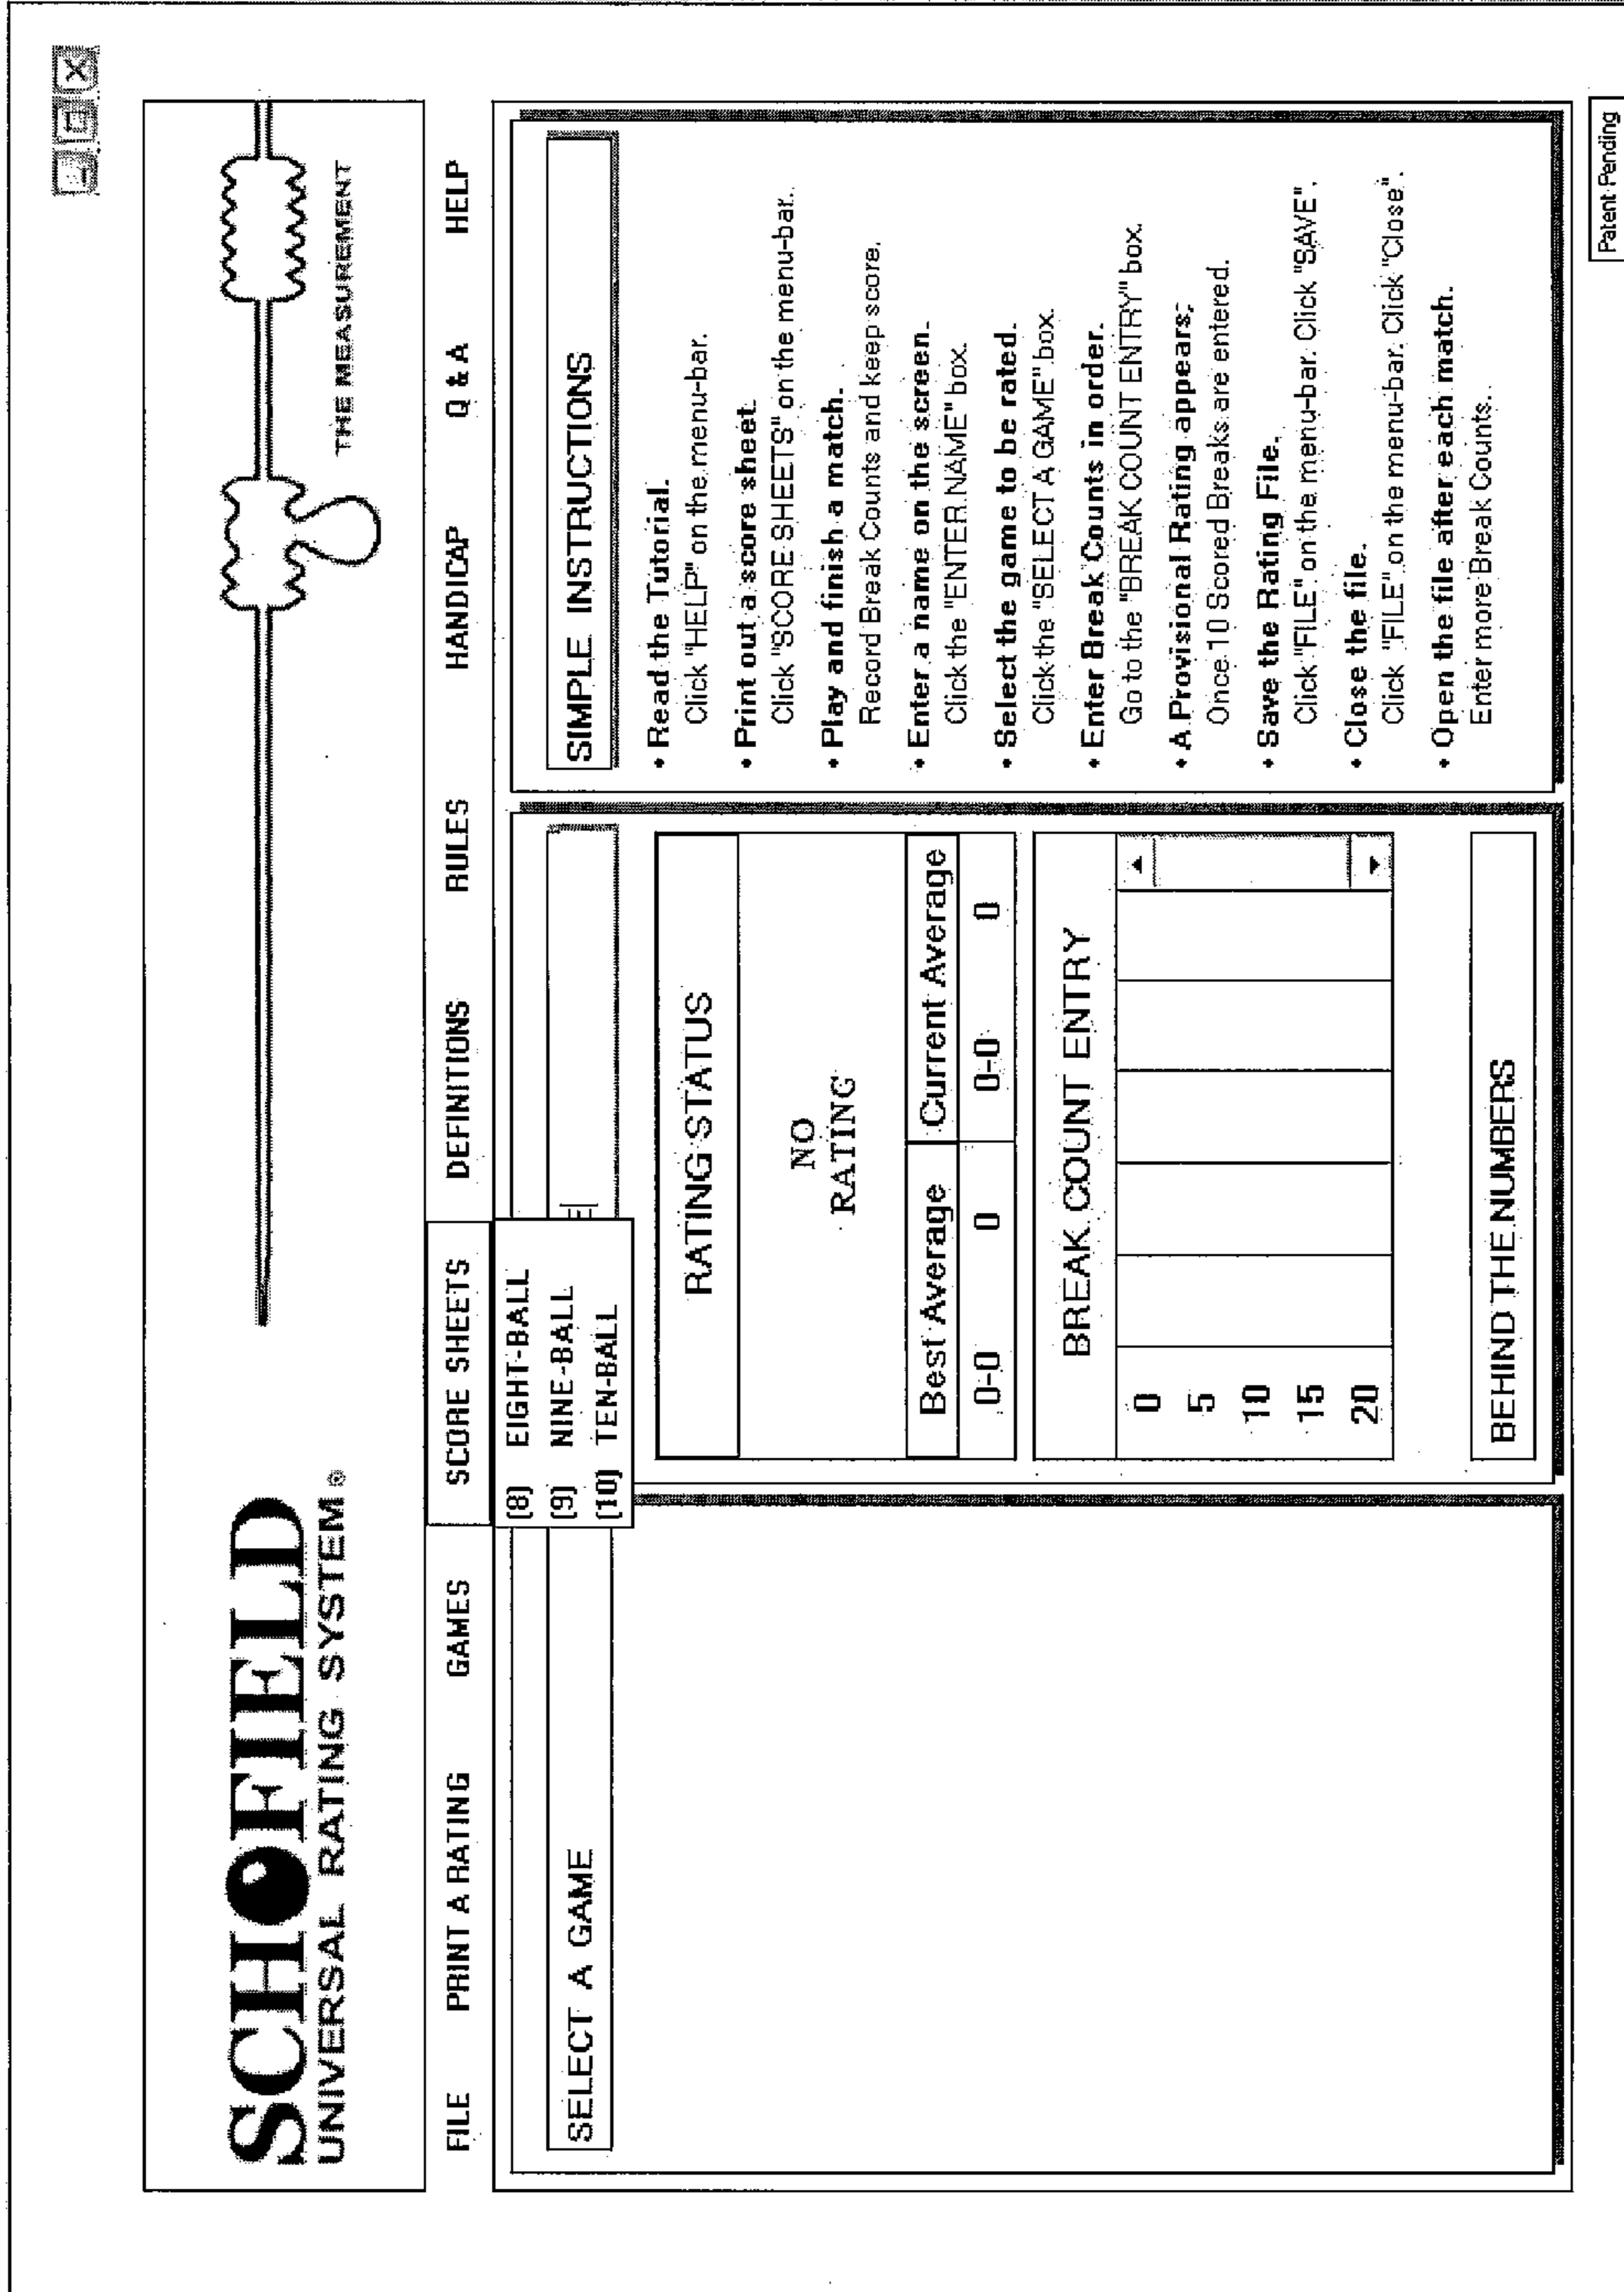 SCHOFIELD
UNIVERSAL RATING SYSTEM®
THE MEASUREMENT
FILE PRINT A RATING GAMES SCORE SHEETS DEFINITIONS RULES HANDICAP Q & A HELP
(8) EIGHT-BALL
(9) NINE-BALL
(10) TEN-BALL
SELECT A GAME
E
RATING STATUS
NO
RATING
Best Average Current Average
0-0 0 0-0 0
BREAK COUNT ENTRY
0
5
10
15
20
BEHIND THE NUMBERS
SIMPLE INSTRUCTIONS
• Read the Tutorial.
Click "HELP" on the menu-bar.
• Print out a score sheet.
Click "SCORE SHEETS" on the menu-bar.
• Play and finish a match.
Record Break Counts and keep score.
• Enter a name on the screen.
Click the "ENTER NAME" box.
• Select the game to be rated.
Click the "SELECT A GAME" box.
• Enter Break Counts in order.
Go to the "BREAK COUNT ENTRY" box.
• A Provisional Rating appears,
Once 10 Scored Breaks are entered.
• Save the Rating File.
Click "FILE" on the menu-bar. Click "SAVE".
• Close the file.
Click "FILE" on the menu-bar. Click "Close".
• Open the file after each match.
Enter more Break Counts.
Patent Pending